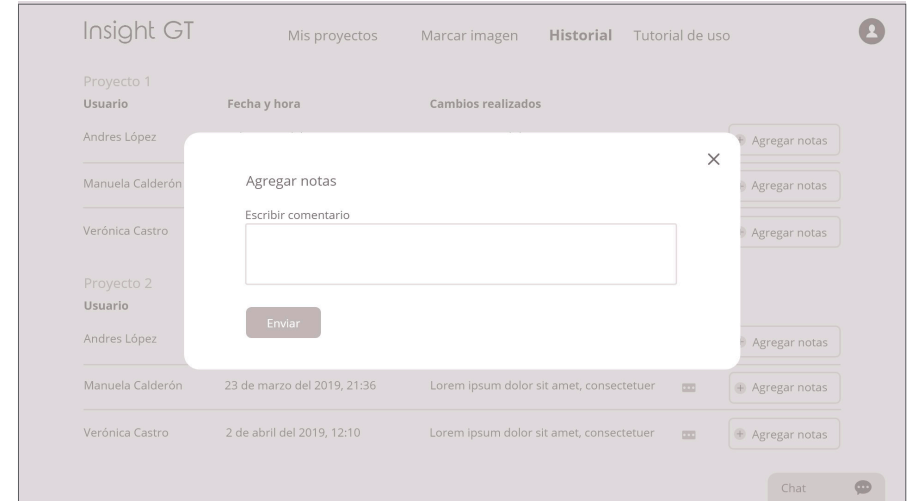 Insight GT
Mis proyectos Marcar imagen Historial Tutorial de uso
Proyecto 1
Usuario Fecha y hora Cambios realizados
Andres López Agregar notas
Manuela Calderón Agregar notas
Verónica Castro Agregar notas
Agregar notas
Escribir comentario
Enviar
Proyecto 2
Usuario
Andres López Agregar notas
Manuela Calderón 23 de marzo del 2019, 21:36 Lorem ipsum dolor sit amet, consectetuer Agregar notas
Verónica Castro 2 de abril del 2019, 12:10 Lorem ipsum dolor sit amet, consectetuer Agregar notas
Chat